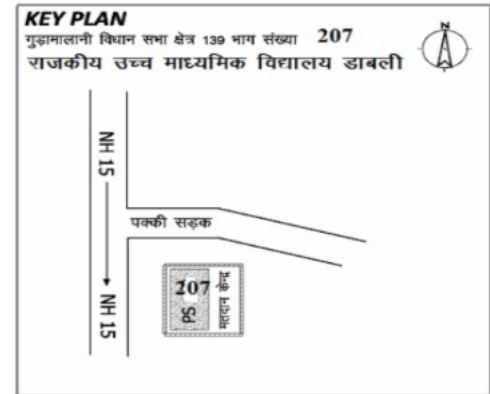 KEY PLAN
गुड़ामालानी विधान सभा क्षेत्र 139 भाग संख्या 207
राजकीय उच्च माध्यमिक विद्यालय डाबली
N
NH 15
पक्की सड़क
207
PS
मतदान केन्द्र
NH 15